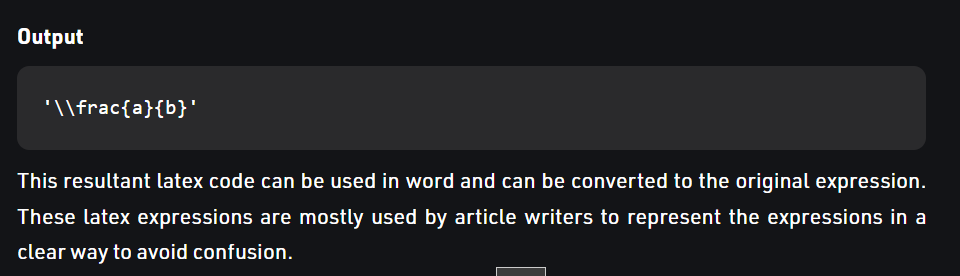 Output
'\\frac{a}{b}'
This resultant latex code can be used in word and can be converted to the original expression.
These latex expressions are mostly used by article writers to represent the expressions in a
clear way to avoid confusion.